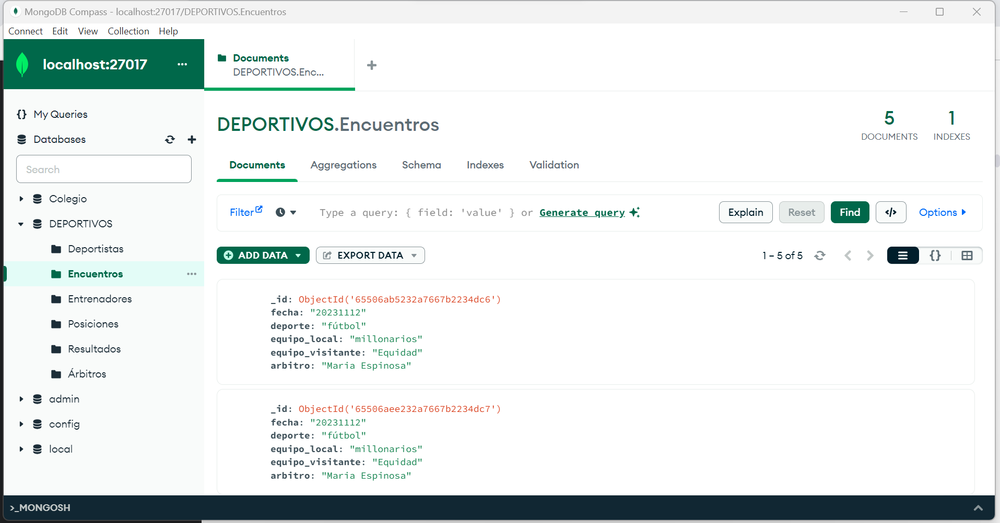 MongoDB Compass - localhost:27017/DEPORTIVOS.Encuentros
Connect Edit View Collection Help
localhost:27017 ...
Documents
DEPORTIVOS.Enc...
My Queries
Databases
Search
Colegio
DEPORTIVOS
Deportistas
Encuentros
Entrenadores
Posiciones
Resultados
Árbitros
admin
config
local
DEPORTIVOS.Encuentros
5
DOCUMENTS
1
INDEXES
Documents Aggregations Schema Indexes Validation
Filter Type a query: { field: 'value' } or Generate query Explain Reset Find </> Options
ADD DATA EXPORT DATA 1 – 5 of 5 {}
_id: ObjectId('65506ab5232a7667b2234dc6')
fecha: "20231112"
deporte: "fútbol"
equipo_local: "millonarios"
equipo_visitante: "Equidad"
arbitro: "Maria Espinosa"
_id: ObjectId('65506aee232a7667b2234dc7')
fecha: "20231112"
deporte: "fútbol"
equipo_local: "millonarios"
equipo_visitante: "Equidad"
arbitro: "Maria Espinosa"
>_MONGOSH